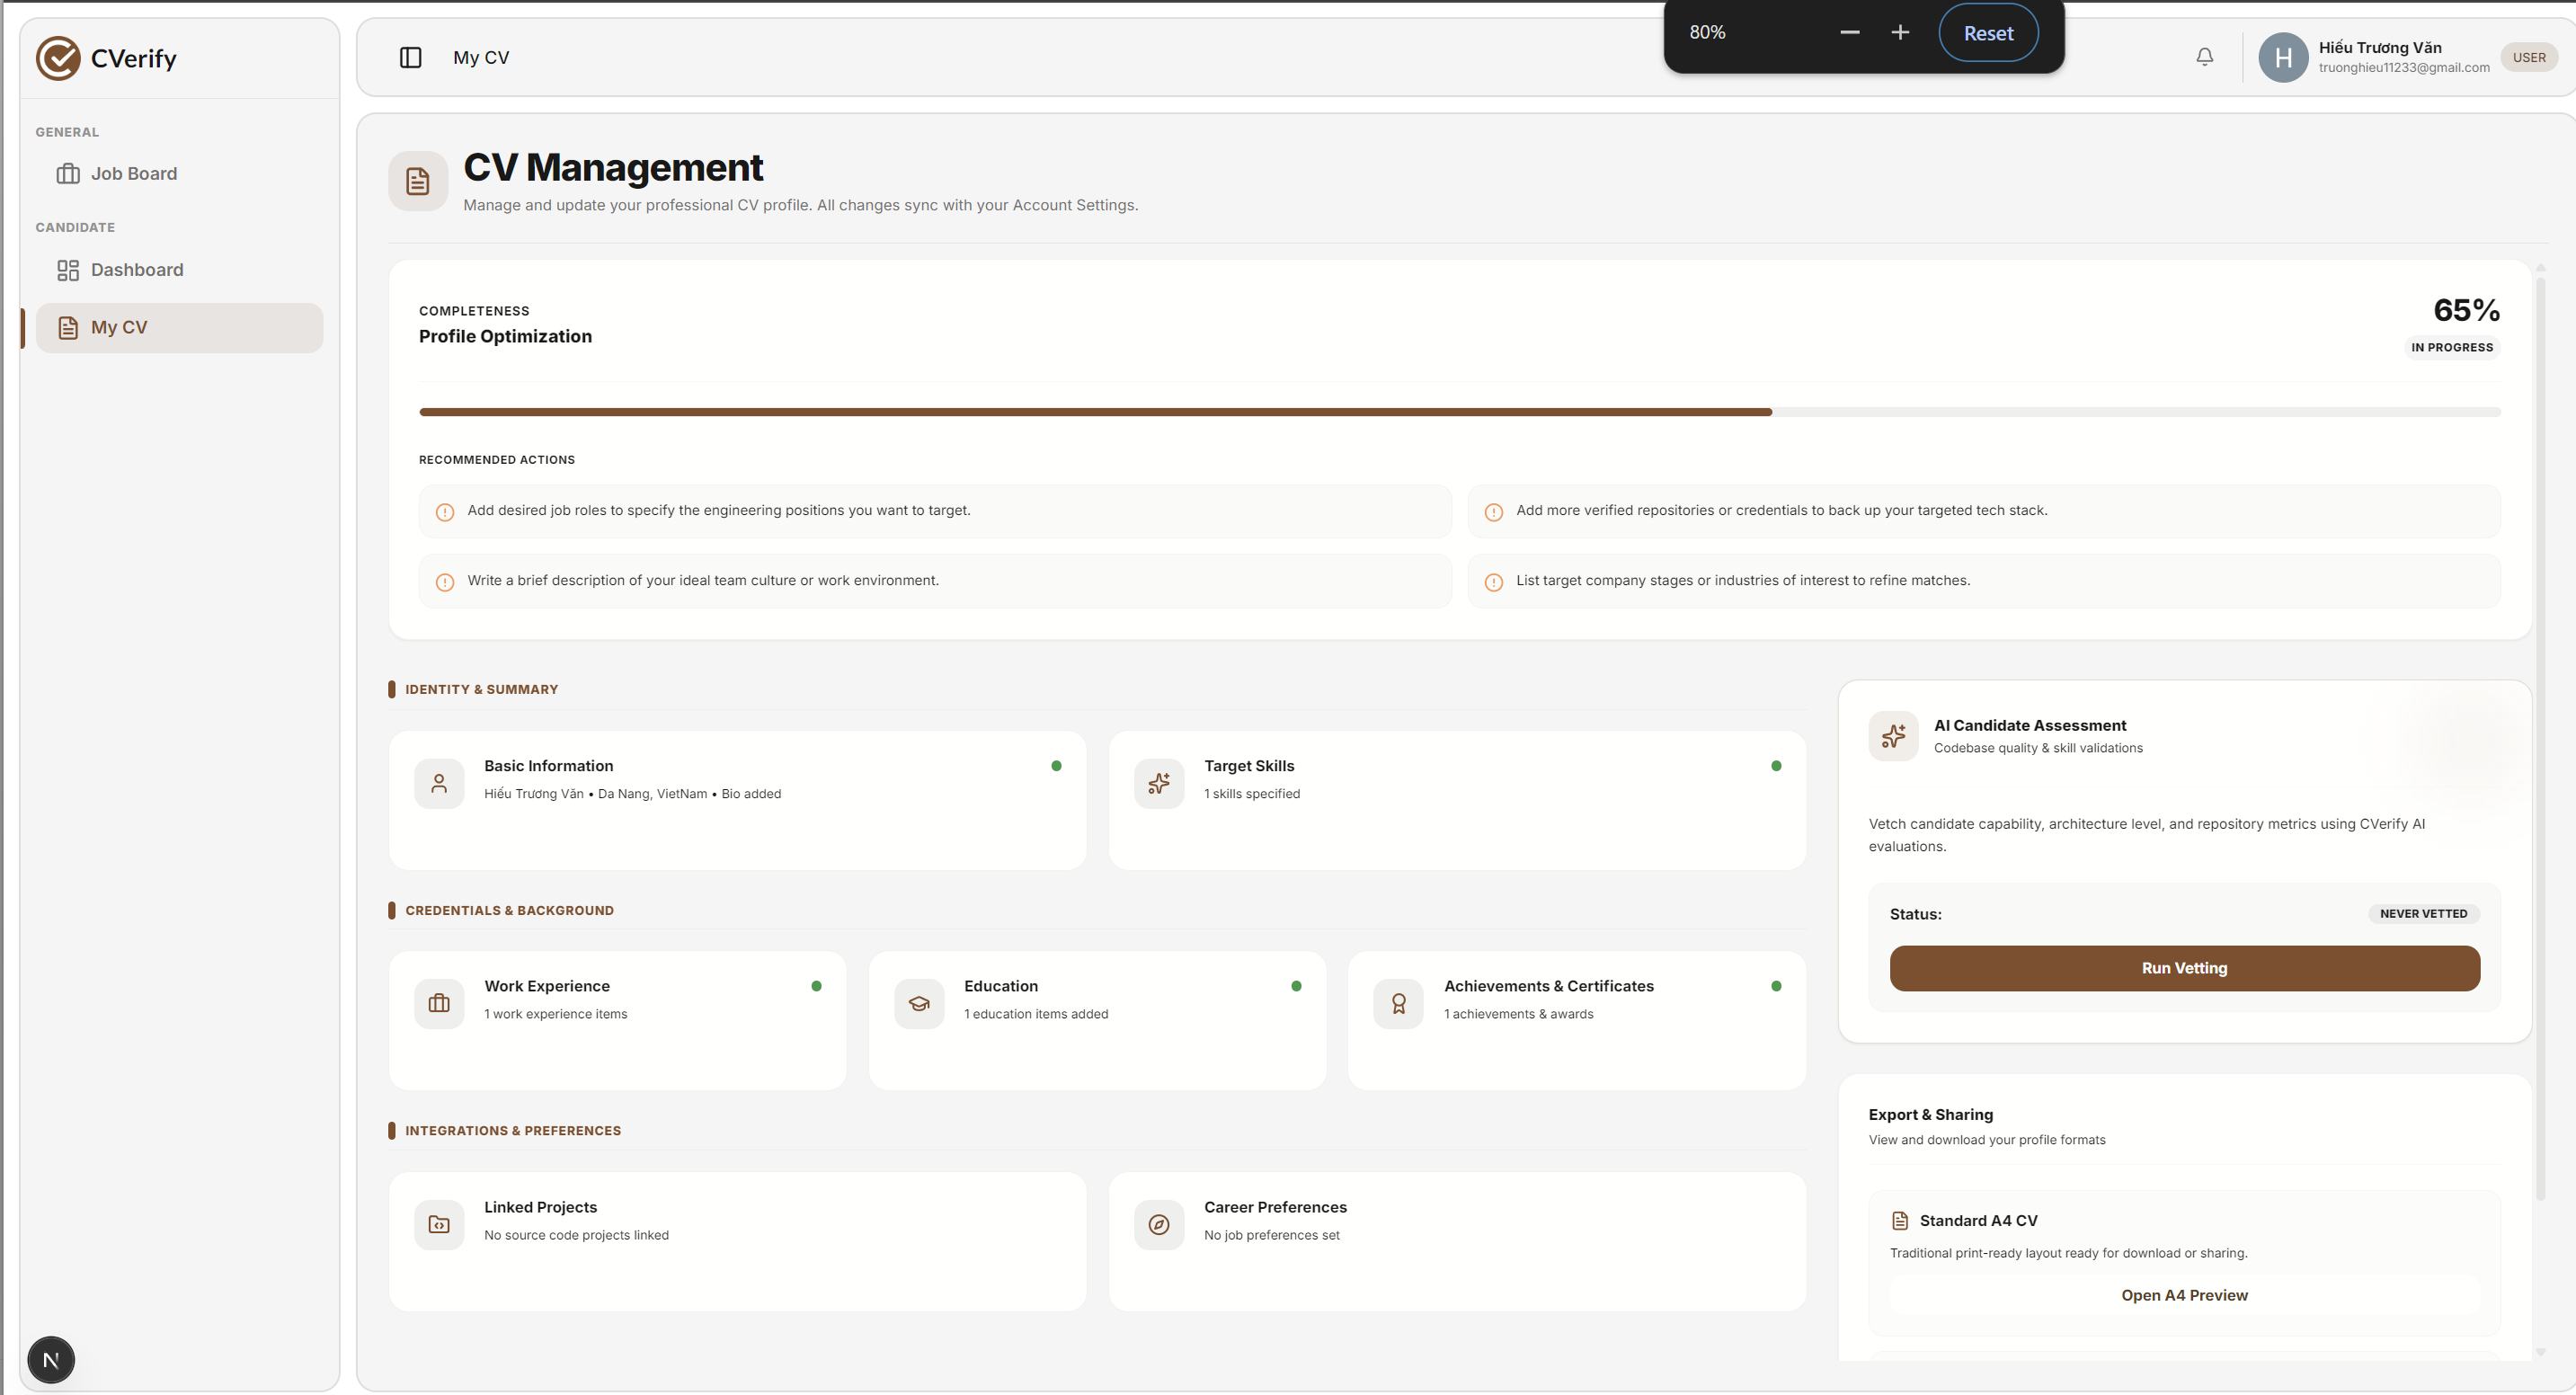 CVerify
My CV
80%
Reset
H
Hiếu Trương Văn
truonghieu11233@gmail.com
USER
GENERAL
Job Board
CANDIDATE
Dashboard
My CV
CV Management
Manage and update your professional CV profile. All changes sync with your Account Settings.
COMPLETENESS
Profile Optimization
65%
IN PROGRESS
RECOMMENDED ACTIONS
Add desired job roles to specify the engineering positions you want to target.
Add more verified repositories or credentials to back up your targeted tech stack.
Write a brief description of your ideal team culture or work environment.
List target company stages or industries of interest to refine matches.
IDENTITY & SUMMARY
Basic Information
Hiếu Trương Văn • Da Nang, VietNam • Bio added
Target Skills
1 skills specified
CREDENTIALS & BACKGROUND
Work Experience
1 work experience items
Education
1 education items added
Achievements & Certificates
1 achievements & awards
INTEGRATIONS & PREFERENCES
Linked Projects
No source code projects linked
Career Preferences
No job preferences set
AI Candidate Assessment
Codebase quality & skill validations
Vetch candidate capability, architecture level, and repository metrics using CVerify AI
evaluations.
Status:
NEVER VETTED
Run Vetting
Export & Sharing
View and download your profile formats
Standard A4 CV
Traditional print-ready layout ready for download or sharing.
Open A4 Preview
N